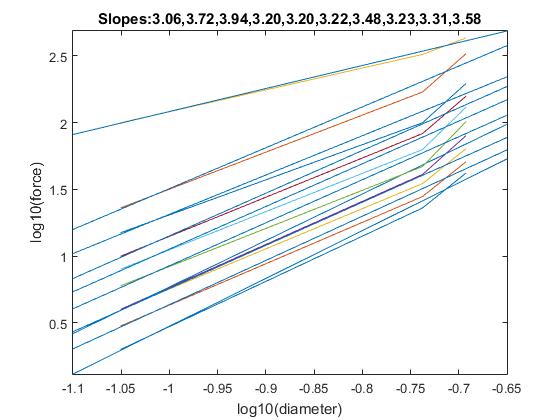 Slopes:3.06,3.72,3.94,3.20,3.20,3.22,3.48,3.23,3.31,3.58
2.5
2
1.5
1
0.5
log10(force)
-1.1 -1.05 -1 -0.95 -0.9 -0.85 -0.8 -0.75 -0.7 -0.65
log10(diameter)